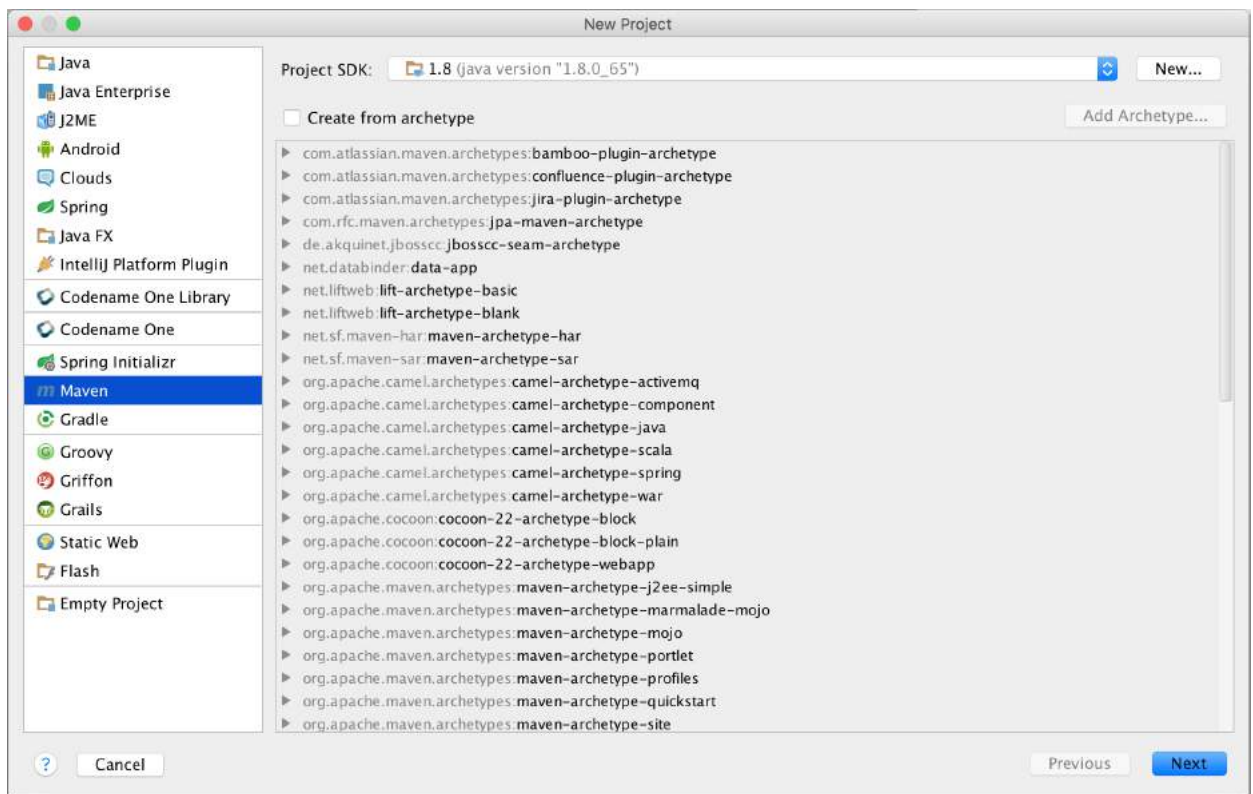 New Project
Java
Java Enterprise
J2ME
Android
Clouds
Spring
Java FX
IntelliJ Platform Plugin
Codename One Library
Codename One
Spring Initializr
Maven
Gradle
Groovy
Griffon
Grails
Static Web
Flash
Empty Project
Project SDK: 1.8 (java version "1.8.0_65") New...
Create from archetype Add Archetype...
com.atlassian.maven.archetypes:bamboo-plugin-archetype
com.atlassian.maven.archetypes:confluence-plugin-archetype
com.atlassian.maven.archetypes:jira-plugin-archetype
com.rfc.maven.archetypes:jpa-maven-archetype
de.akquinet.jbosscc:jbosscc-seam-archetype
net.databinder:data-app
net.liftweb:lift-archetype-basic
net.liftweb:lift-archetype-blank
net.sf.maven-har:maven-archetype-har
net.sf.maven-sar:maven-archetype-sar
org.apache.camel.archetypes:camel-archetype-activemq
org.apache.camel.archetypes:camel-archetype-component
org.apache.camel.archetypes:camel-archetype-java
org.apache.camel.archetypes:camel-archetype-scala
org.apache.camel.archetypes:camel-archetype-spring
org.apache.camel.archetypes:camel-archetype-war
org.apache.cocoon:cocoon-22-archetype-block
org.apache.cocoon:cocoon-22-archetype-block-plain
org.apache.cocoon:cocoon-22-archetype-webapp
org.apache.maven.archetypes:maven-archetype-j2ee-simple
org.apache.maven.archetypes:maven-archetype-marmalade-mojo
org.apache.maven.archetypes:maven-archetype-mojo
org.apache.maven.archetypes:maven-archetype-portlet
org.apache.maven.archetypes:maven-archetype-profiles
org.apache.maven.archetypes:maven-archetype-quickstart
org.apache.maven.archetypes:maven-archetype-site
? Cancel Previous Next